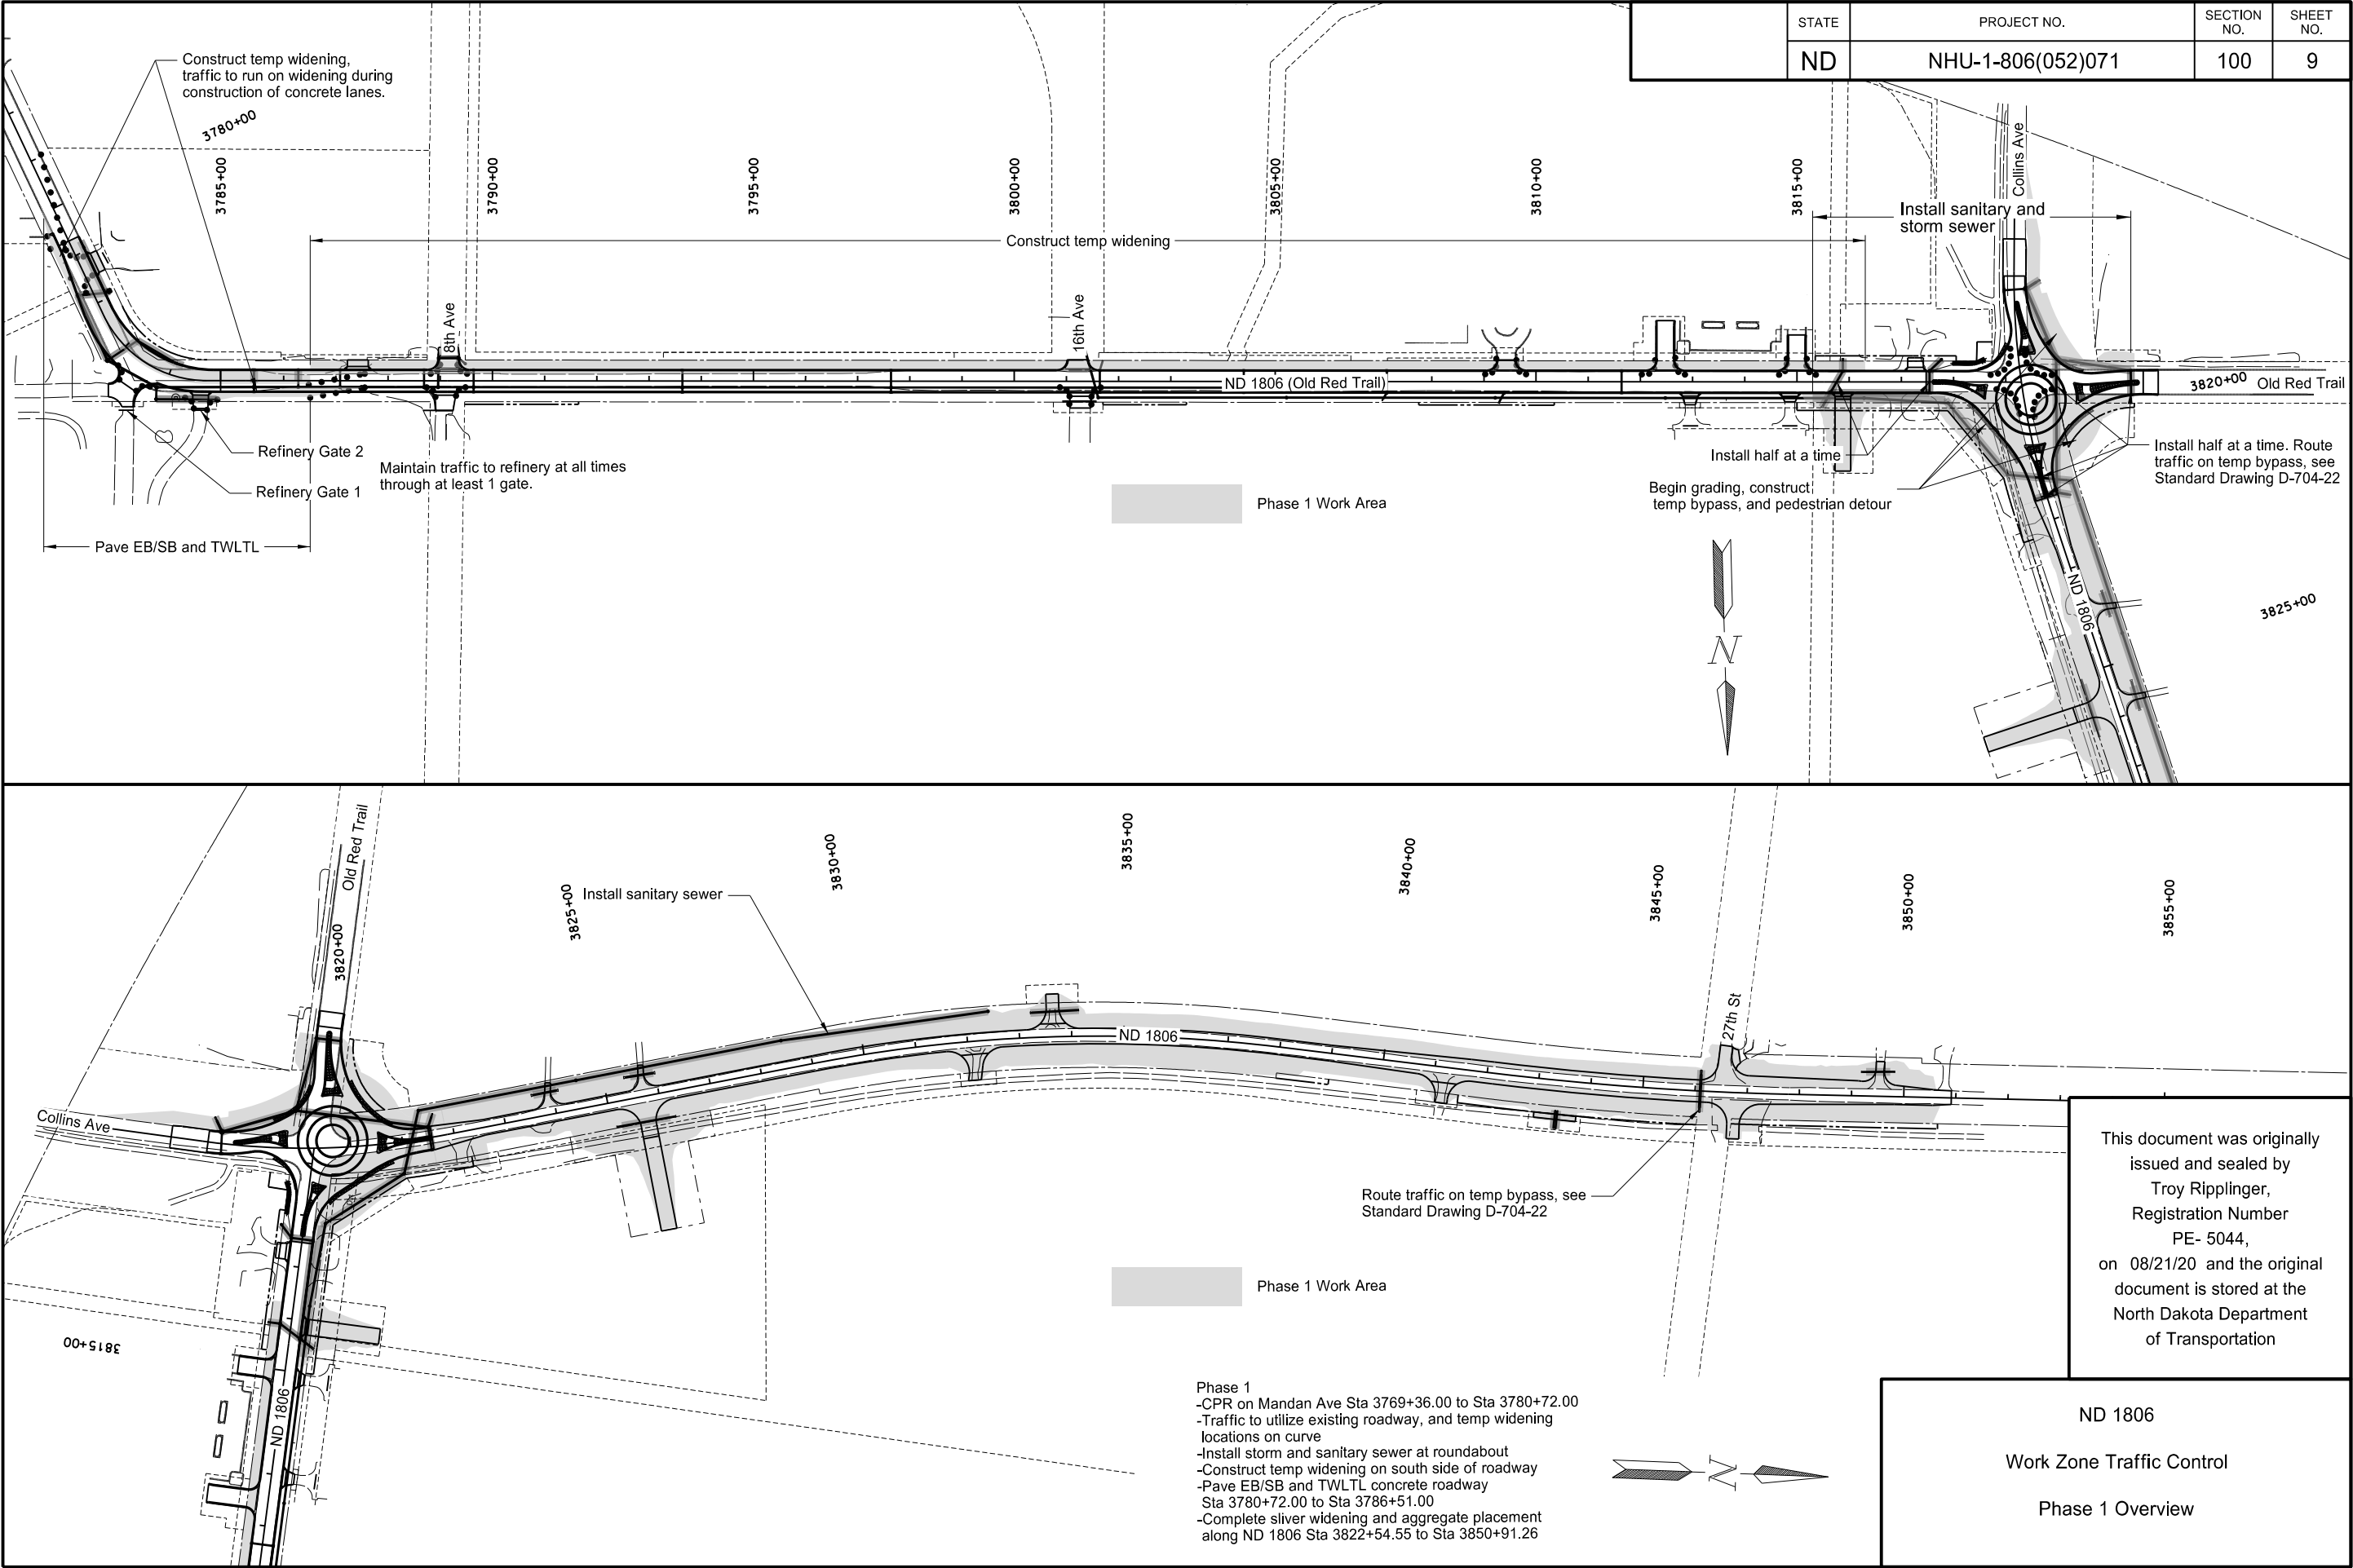 STATE
PROJECT NO.
SECTION
NO.
SHEET
NO.
ND
NHU-1-806(052)071
100
9
Construct temp widening,
traffic to run on widening during
construction of concrete lanes.
3780+00
3785+00
3790+00
3795+00
3800+00
3805+00
3810+00
3815+00
Collins Ave
Install sanitary and
storm sewer
Construct temp widening
8th Ave
16th Ave
ND 1806 (Old Red Trail)
3820+00
Old Red Trail
Refinery Gate 2
Refinery Gate 1
Maintain traffic to refinery at all times
through at least 1 gate.
Pave EB/SB and TWLTL
Phase 1 Work Area
Install half at a time
Begin grading, construct
temp bypass, and pedestrian detour
Install half at a time. Route
traffic on temp bypass, see
Standard Drawing D-704-22
N
ND 1806
3825+00
Old Red Trail
3820+00
3825+00
Install sanitary sewer
3830+00
3835+00
3840+00
3845+00
3850+00
3855+00
27th St
ND 1806
Collins Ave
Route traffic on temp bypass, see
Standard Drawing D-704-22
Phase 1 Work Area
3815+00
ND 1806
Phase 1
-CPR on Mandan Ave Sta 3769+36.00 to Sta 3780+72.00
-Traffic to utilize existing roadway, and temp widening
locations on curve
-Install storm and sanitary sewer at roundabout
-Construct temp widening on south side of roadway
-Pave EB/SB and TWLTL concrete roadway
Sta 3780+72.00 to Sta 3786+51.00
-Complete sliver widening and aggregate placement
along ND 1806 Sta 3822+54.55 to Sta 3850+91.26
N
This document was originally
issued and sealed by
Troy Ripplinger,
Registration Number
PE- 5044,
on 08/21/20 and the original
document is stored at the
North Dakota Department
of Transportation
ND 1806
Work Zone Traffic Control
Phase 1 Overview